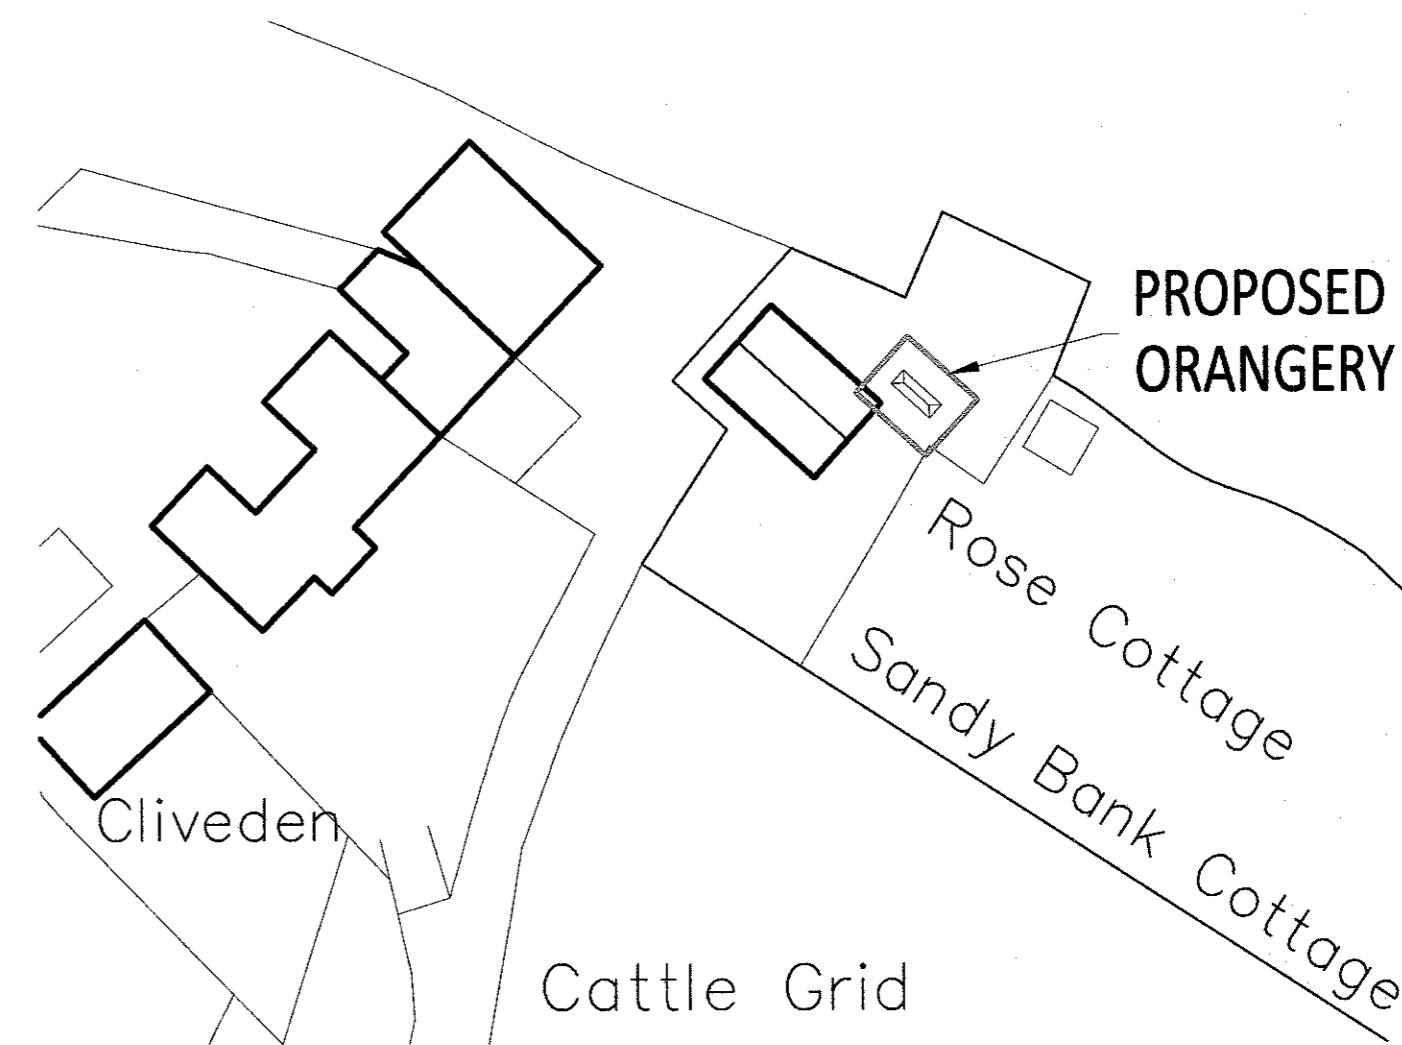 PROPOSED
ORANGERY
Rose Cottage
Sandy Bank Cottage
Cliveden
Cattle Grid